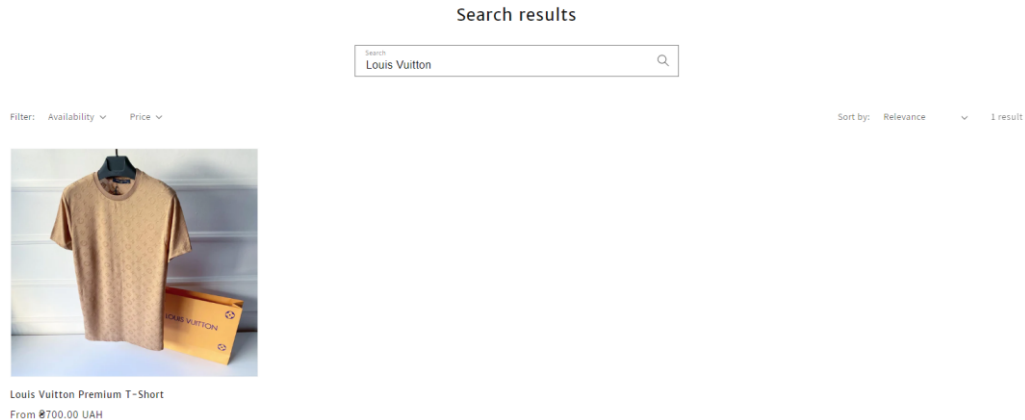 Search results
Search
Louis Vuitton
Filter: Availability Price Sort by: Relevance 1 result
LOUIS VUITTON
Louis Vuitton Premium T-Short
From ₴700.00 UAH